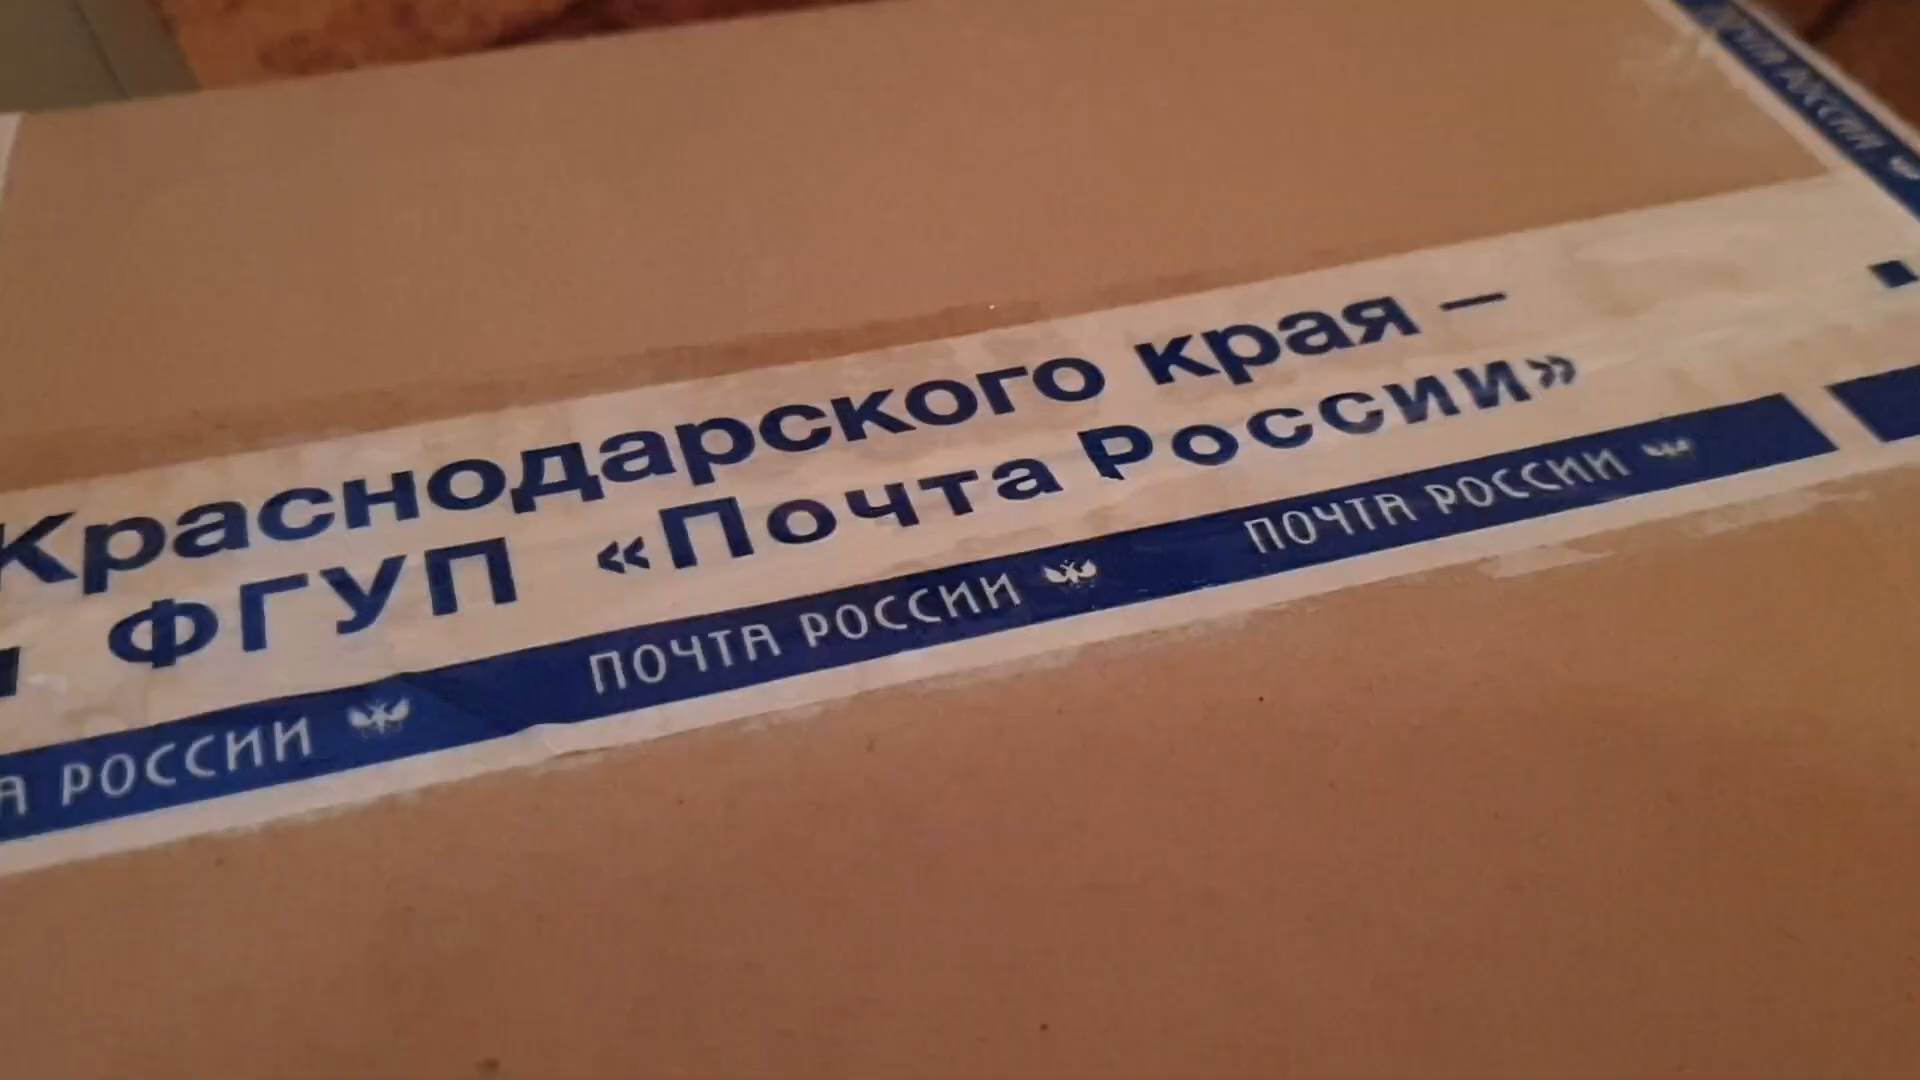 Краснодарского края –
ФГУП «Почта России»
РОССИИ ПОЧТА РОССИИ ПОЧТА РОССИИ
ПОЧТА РОССИИ